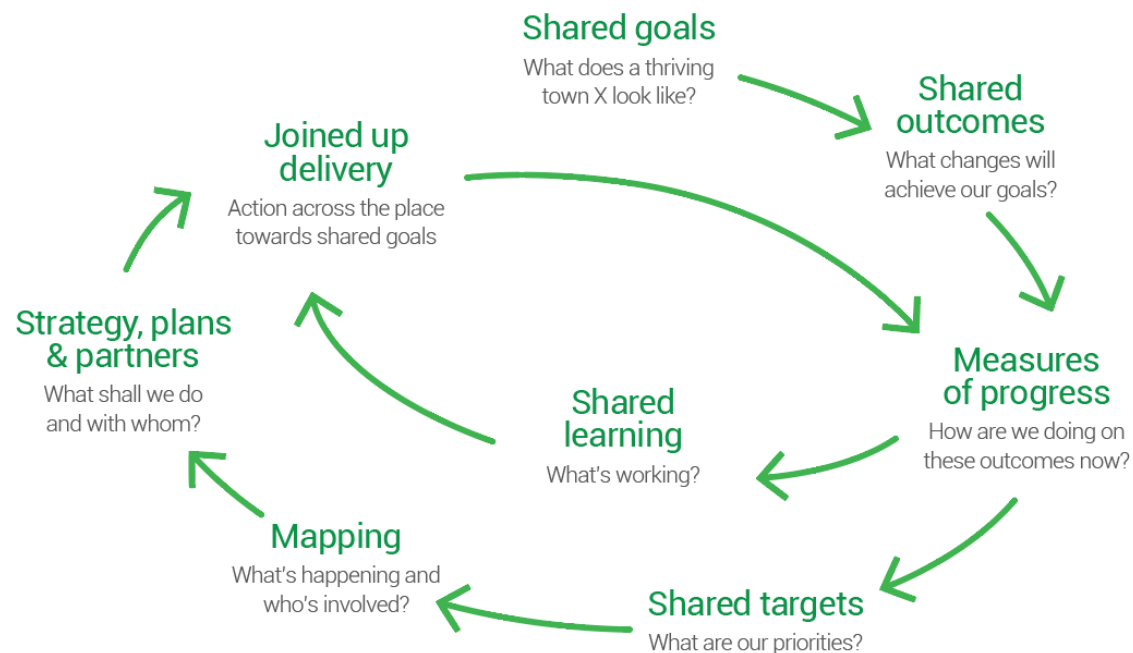 Shared goals
What does a thriving
town X look like?
Shared
outcomes
What changes will
achieve our goals?
Measures
of progress
How are we doing on
these outcomes now?
Shared targets
What are our priorities?
Mapping
What's happening and
who's involved?
Strategy, plans
& partners
What shall we do
and with whom?
Joined up
delivery
Action across the place
towards shared goals
Shared
learning
What's working?